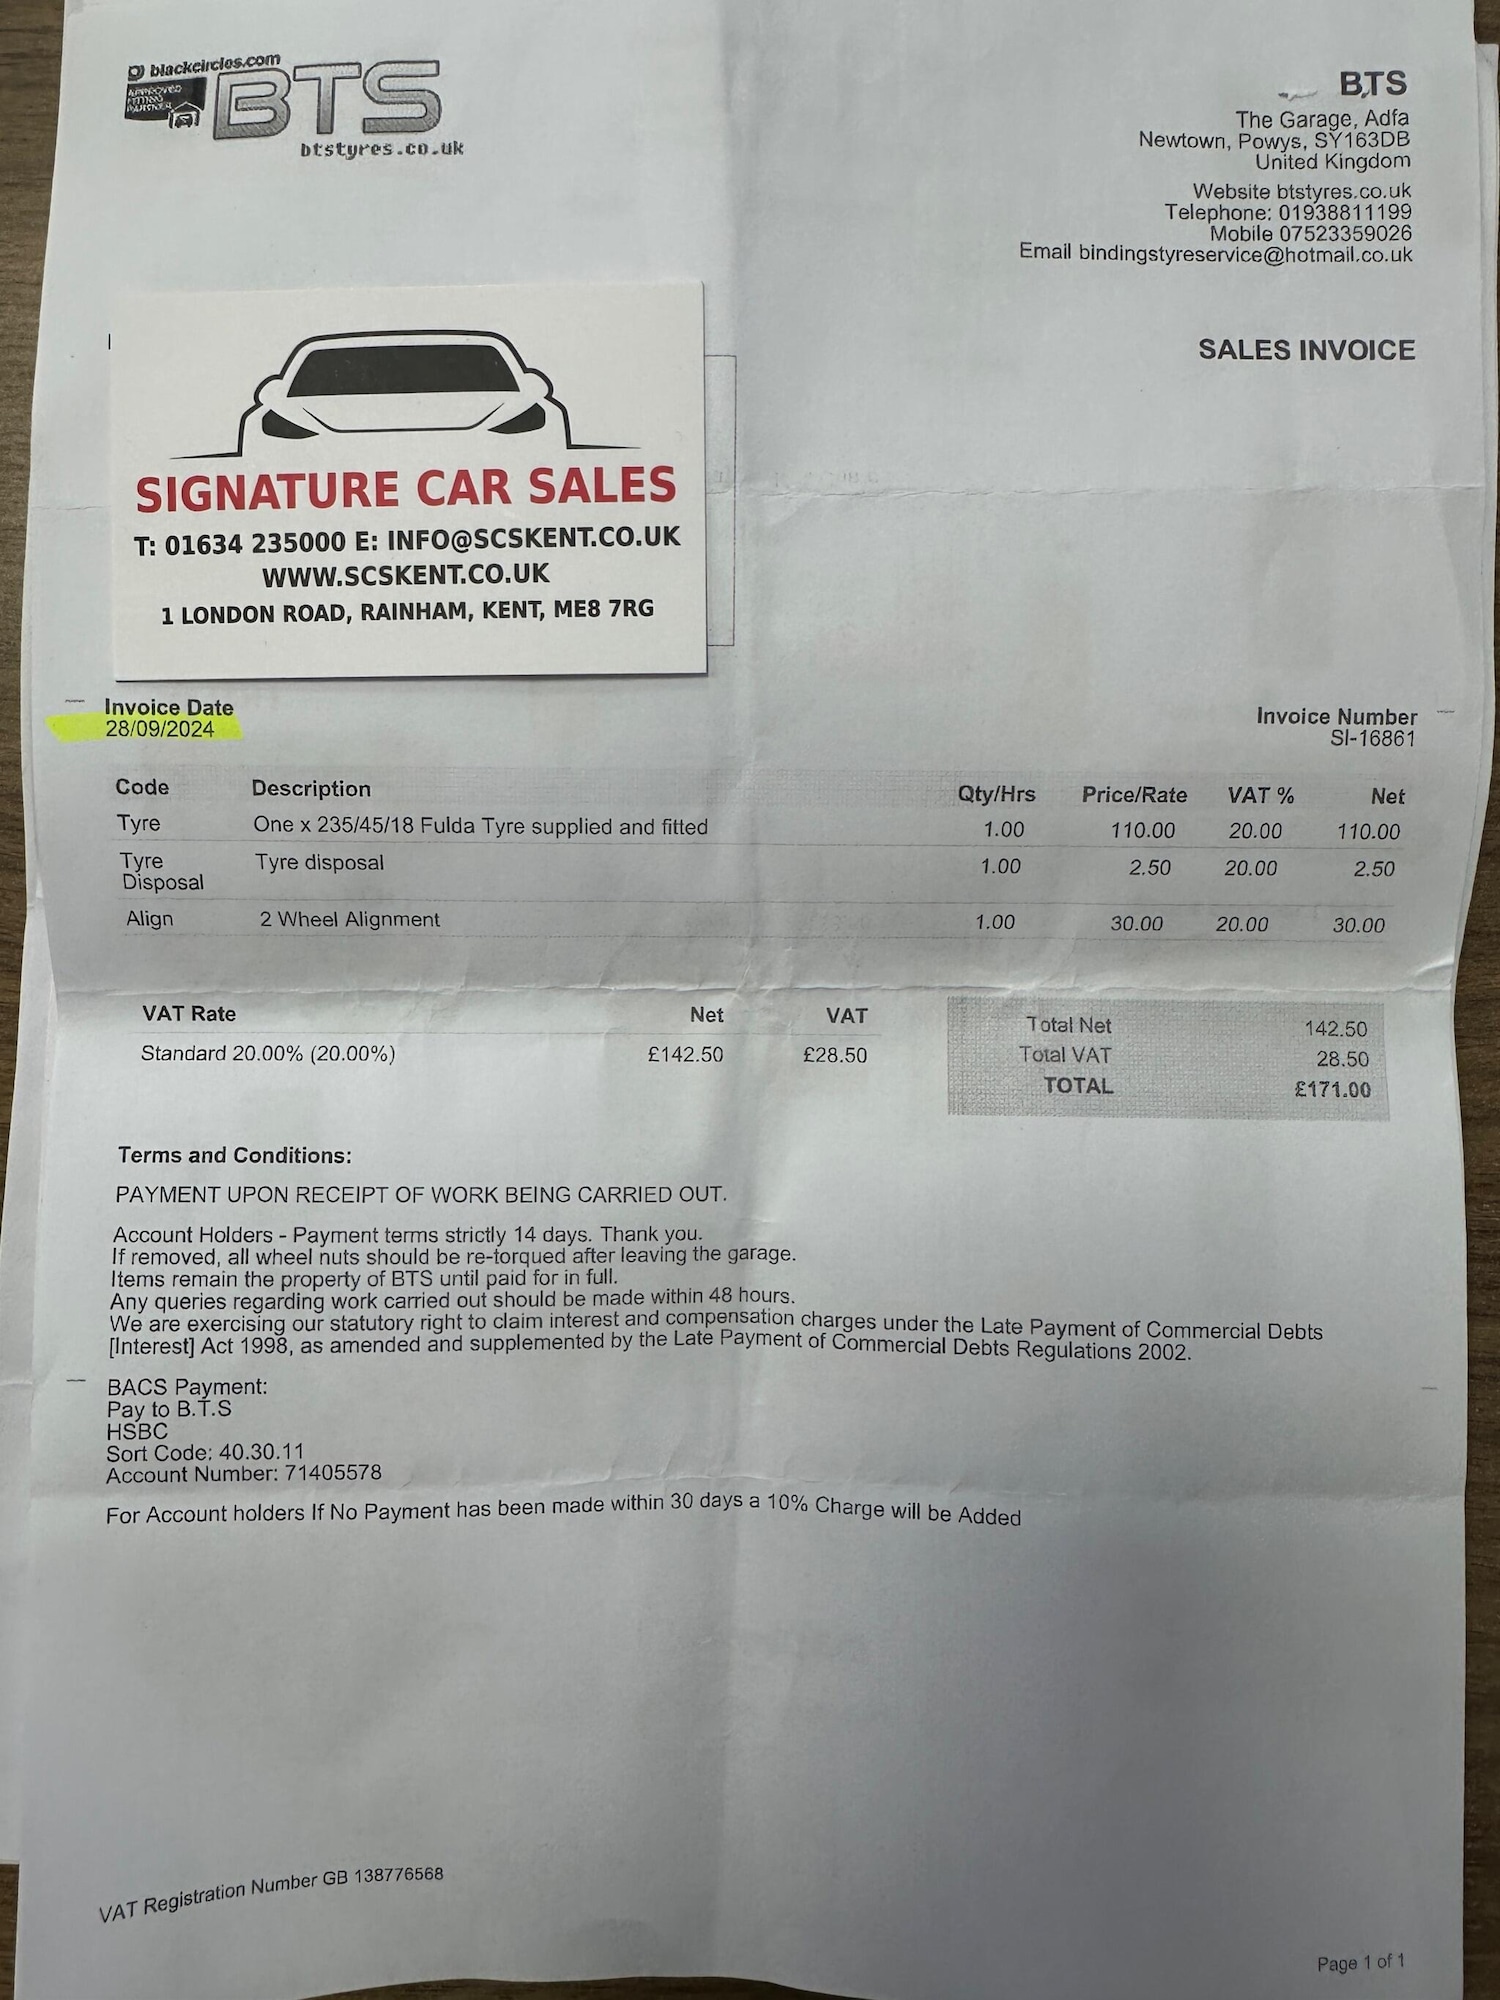 blackcircles.com
APPROVED
FITTING
PARTNER
BTS
btstyres.co.uk
BTS
The Garage, Adfa
Newtown, Powys, SY163DB
United Kingdom
Website btstyres.co.uk
Telephone: 01938811199
Mobile 07523359026
Email bindingstyreservice@hotmail.co.uk
SALES INVOICE
SIGNATURE CAR SALES
T: 01634 235000 E: INFO@SCSKENT.CO.UK
WWW.SCSKENT.CO.UK
1 LONDON ROAD, RAINHAM, KENT, ME8 7RG
Invoice Date
28/09/2024
Invoice Number
SI-16861
Code Description Qty/Hrs Price/Rate VAT % Net
Tyre One x 235/45/18 Fulda Tyre supplied and fitted 1.00 110.00 20.00 110.00
Tyre Disposal Tyre disposal 1.00 2.50 20.00 2.50
Align 2 Wheel Alignment 1.00 30.00 20.00 30.00
VAT Rate Net VAT
Standard 20.00% (20.00%) £142.50 £28.50
Total Net 142.50
Total VAT 28.50
TOTAL £171.00
Terms and Conditions:
PAYMENT UPON RECEIPT OF WORK BEING CARRIED OUT.
Account Holders - Payment terms strictly 14 days. Thank you.
If removed, all wheel nuts should be re-torqued after leaving the garage.
Items remain the property of BTS until paid for in full.
Any queries regarding work carried out should be made within 48 hours.
We are exercising our statutory right to claim interest and compensation charges under the Late Payment of Commercial Debts
[Interest] Act 1998, as amended and supplemented by the Late Payment of Commercial Debts Regulations 2002.
BACS Payment:
Pay to B.T.S
HSBC
Sort Code: 40.30.11
Account Number: 71405578
For Account holders If No Payment has been made within 30 days a 10% Charge will be Added
VAT Registration Number GB 138776568
Page 1 of 1